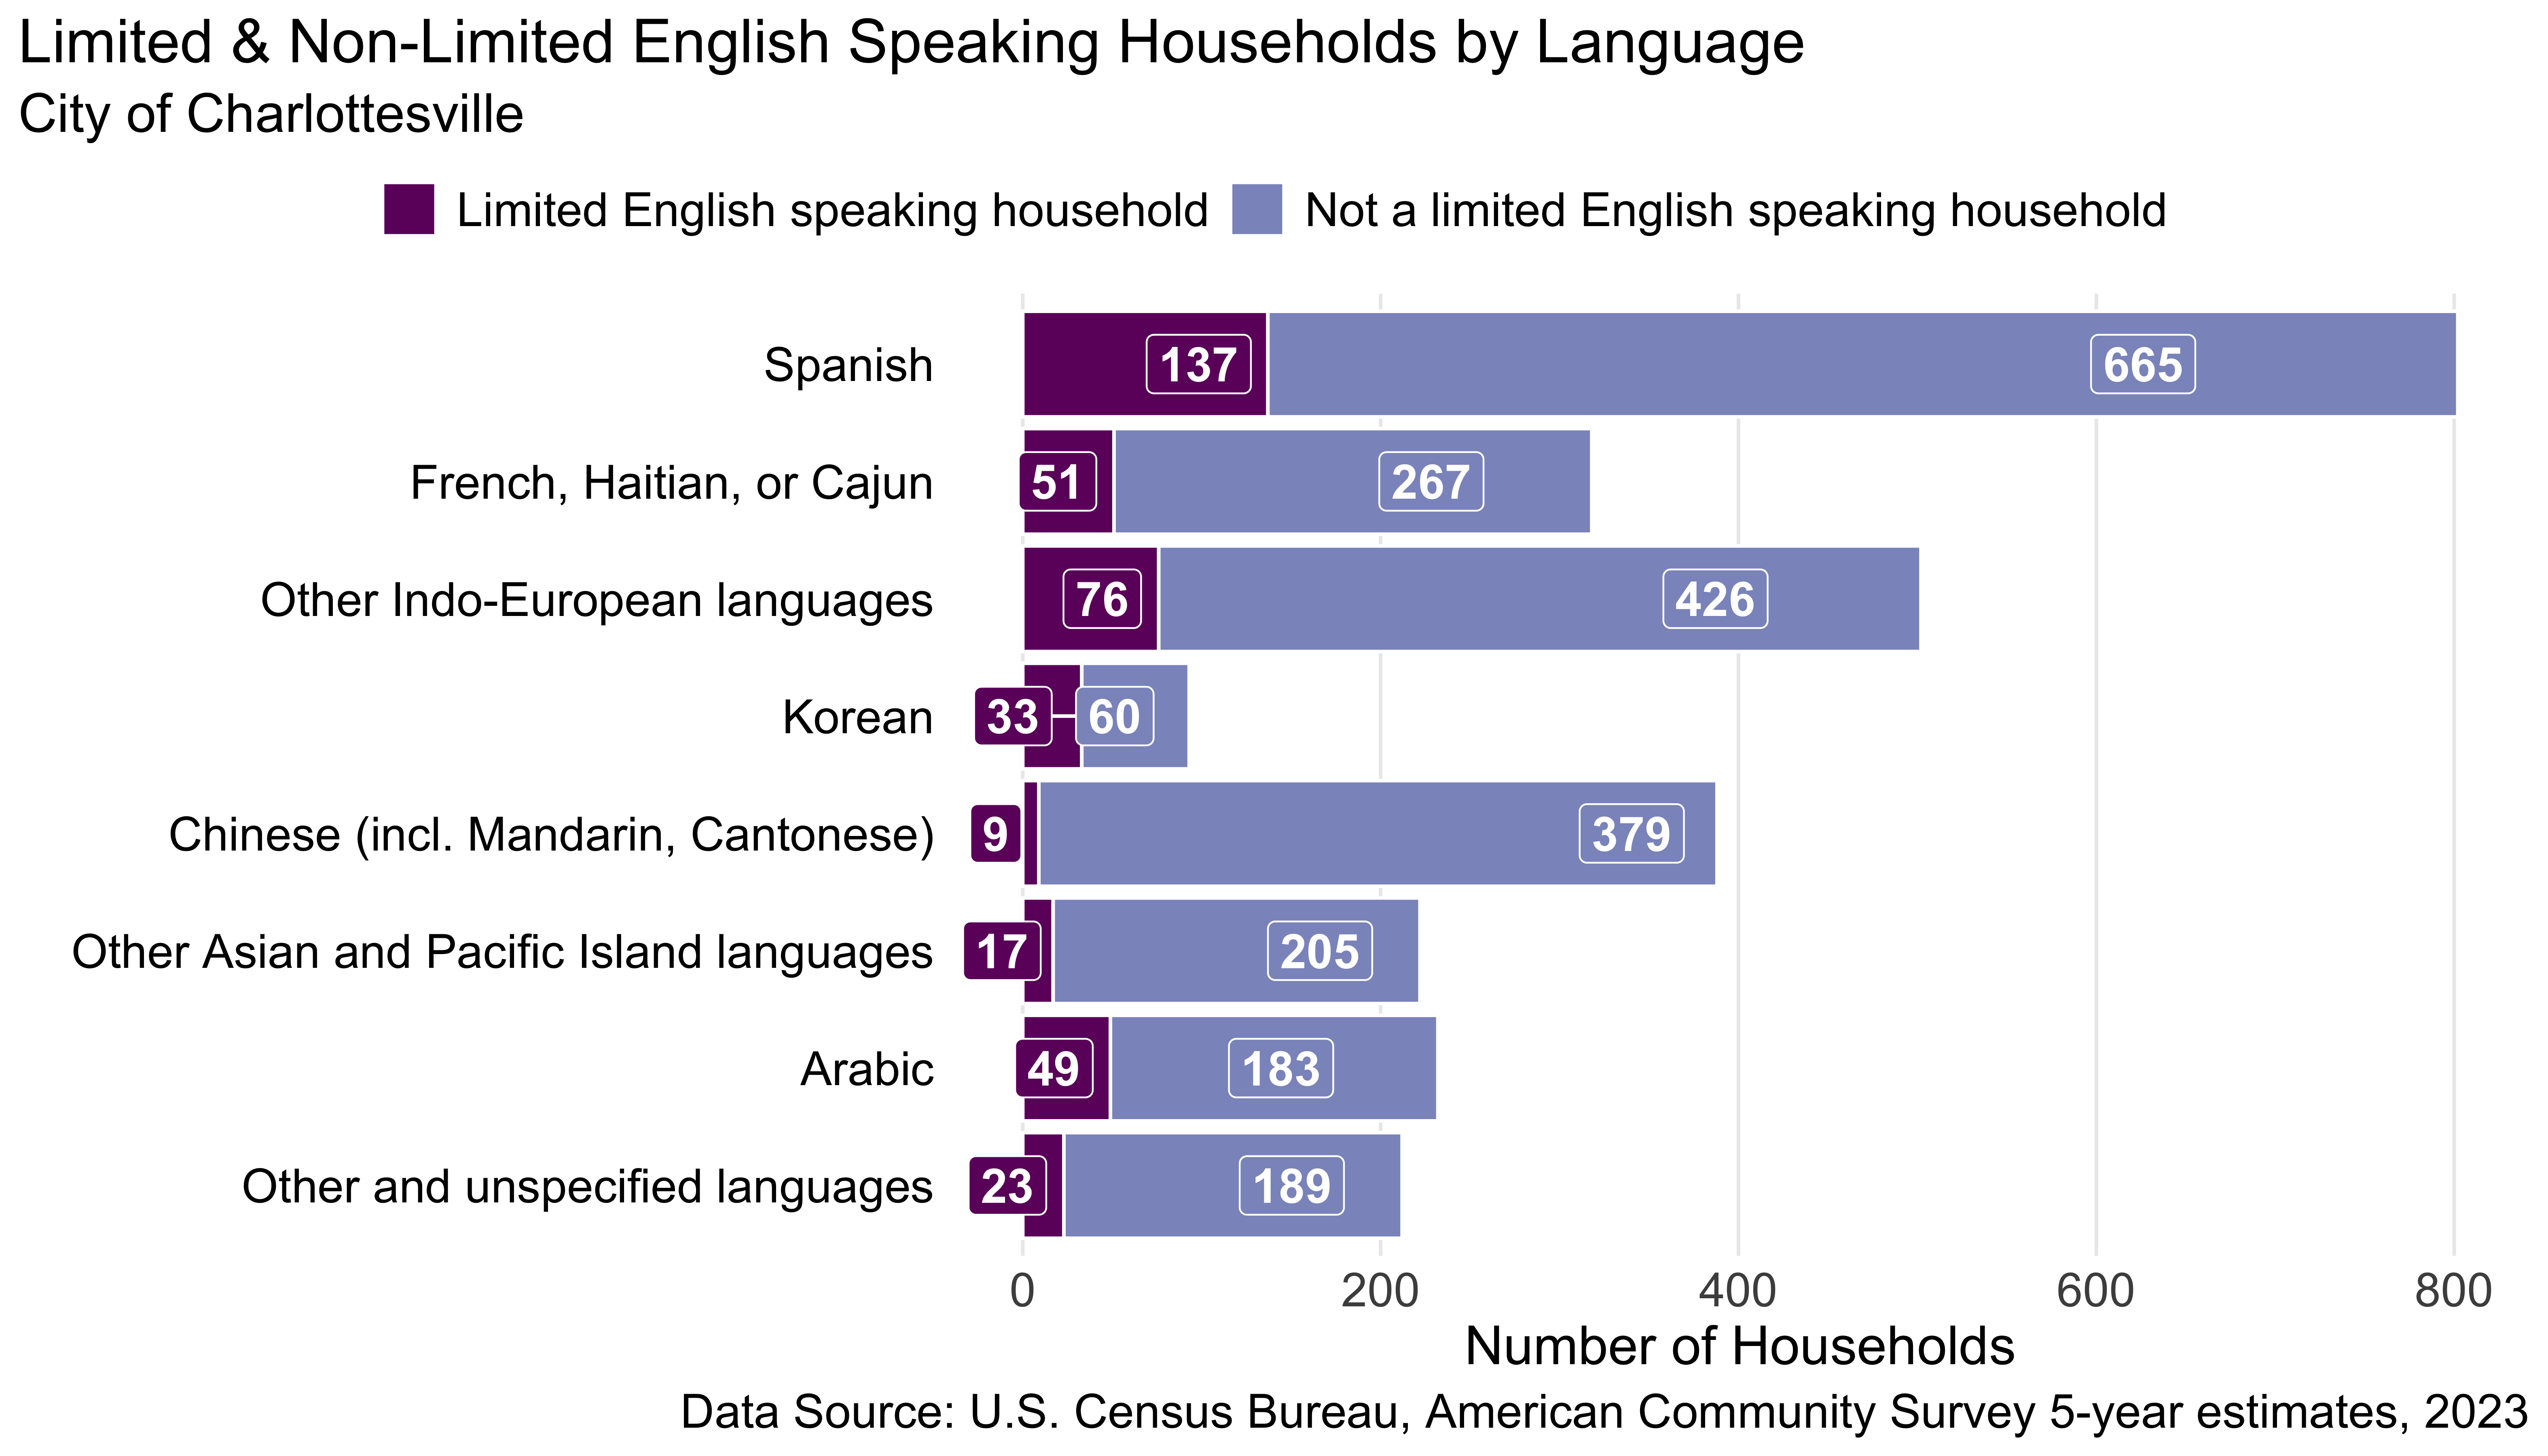 Limited & Non-Limited English Speaking Households by Language
City of Charlottesville
Limited English speaking household Not a limited English speaking household
Spanish 137 665
French, Haitian, or Cajun 51 267
Other Indo-European languages 76 426
Korean 33 60
Chinese (incl. Mandarin, Cantonese) 9 379
Other Asian and Pacific Island languages 17 205
Arabic 49 183
Other and unspecified languages 23 189
0 200 400 600 800
Number of Households
Data Source: U.S. Census Bureau, American Community Survey 5-year estimates, 2023